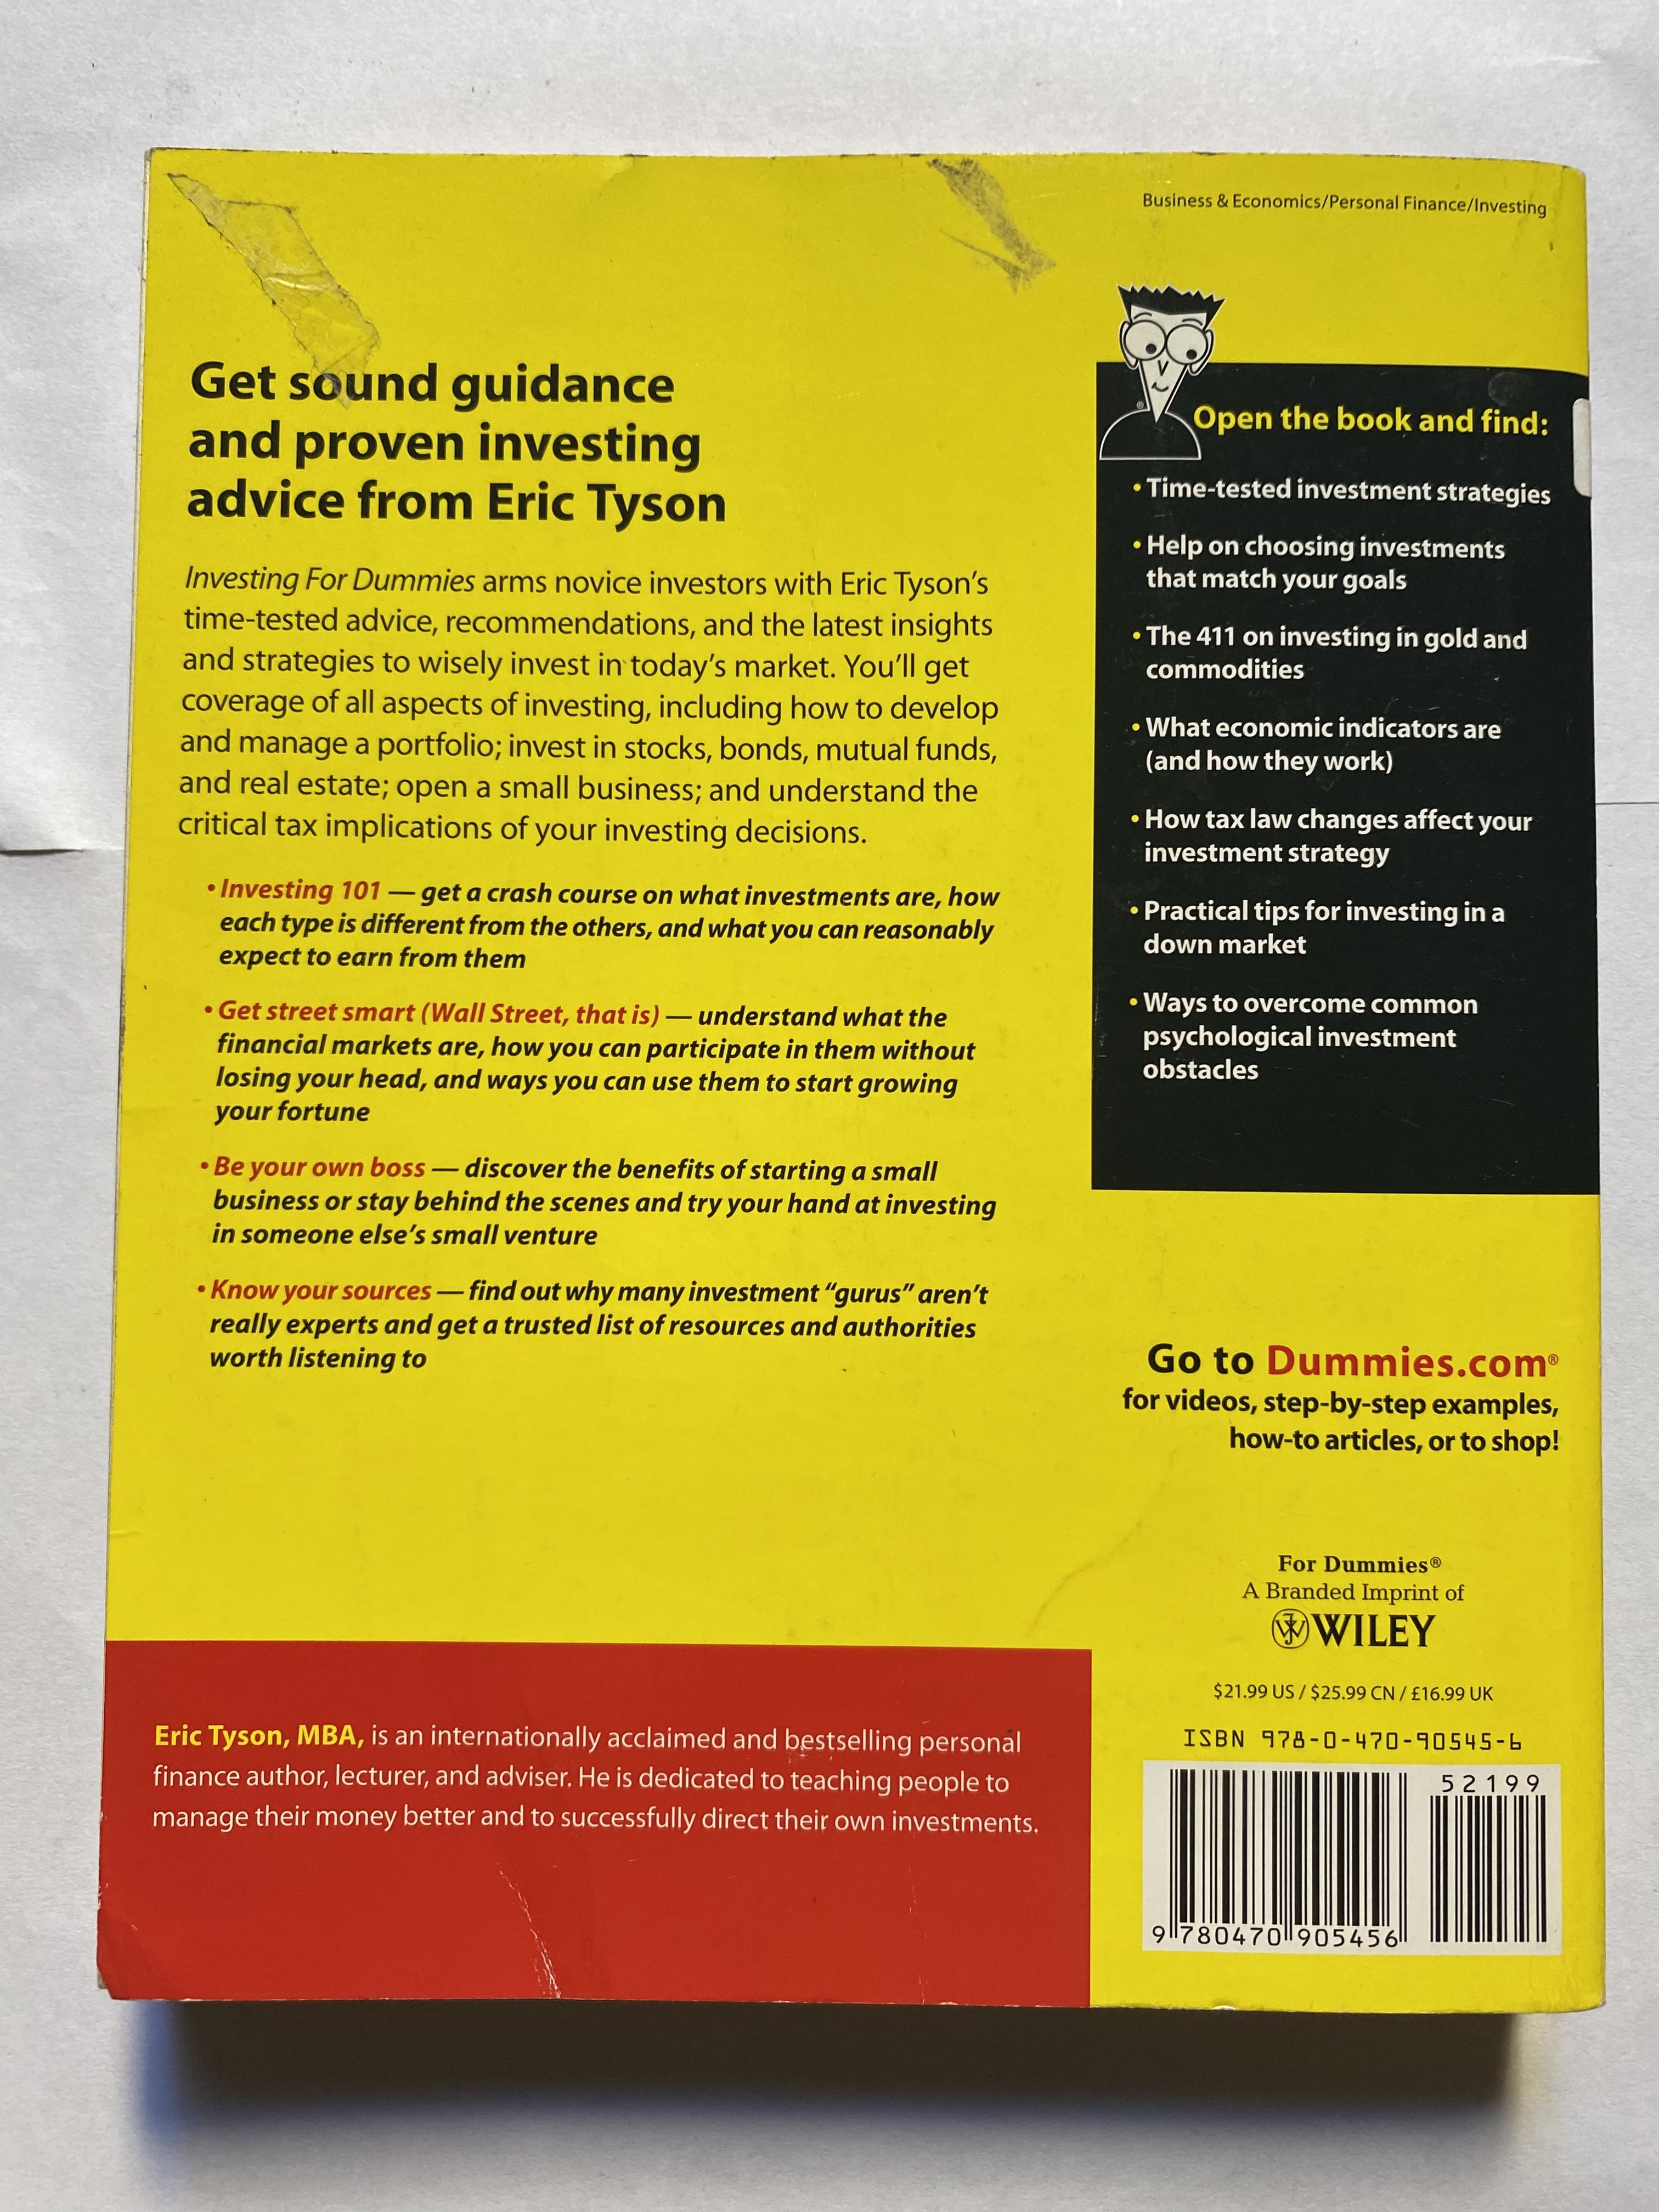 Business & Economics/Personal Finance/Investing
Get sound guidance
and proven investing
advice from Eric Tyson
Investing For Dummies arms novice investors with Eric Tyson's
time-tested advice, recommendations, and the latest insights
and strategies to wisely invest in today's market. You'll get
coverage of all aspects of investing, including how to develop
and manage a portfolio; invest in stocks, bonds, mutual funds,
and real estate; open a small business; and understand the
critical tax implications of your investing decisions.
• Investing 101 — get a crash course on what investments are, how
each type is different from the others, and what you can reasonably
expect to earn from them
• Get street smart (Wall Street, that is) — understand what the
financial markets are, how you can participate in them without
losing your head, and ways you can use them to start growing
your fortune
• Be your own boss — discover the benefits of starting a small
business or stay behind the scenes and try your hand at investing
in someone else's small venture
• Know your sources — find out why many investment “gurus” aren't
really experts and get a trusted list of resources and authorities
worth listening to
®
Open the book and find:
• Time-tested investment strategies
• Help on choosing investments
that match your goals
• The 411 on investing in gold and
commodities
• What economic indicators are
(and how they work)
• How tax law changes affect your
investment strategy
• Practical tips for investing in a
down market
• Ways to overcome common
psychological investment
obstacles
Go to Dummies.com®
for videos, step-by-step examples,
how-to articles, or to shop!
For Dummies®
A Branded Imprint of
WILEY
$21.99 US / $25.99 CN / £16.99 UK
ISBN 978-0-470-90545-6
52199
9 780470 905456
Eric Tyson, MBA, is an internationally acclaimed and bestselling personal
finance author, lecturer, and adviser. He is dedicated to teaching people to
manage their money better and to successfully direct their own investments.